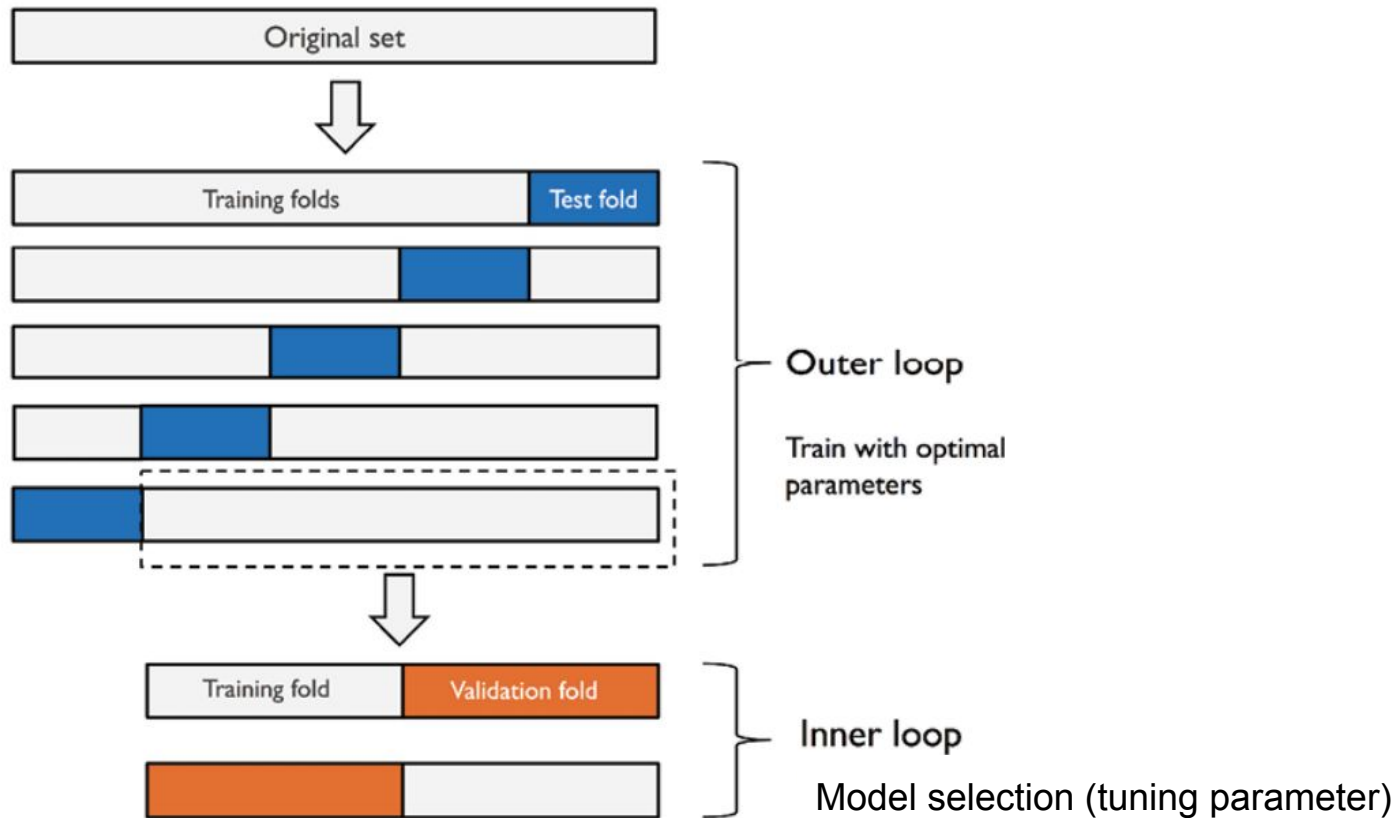 Original set
Training folds
Test fold
Outer loop
Train with optimal
parameters
Training fold
Validation fold
Inner loop
Model selection (tuning parameter)